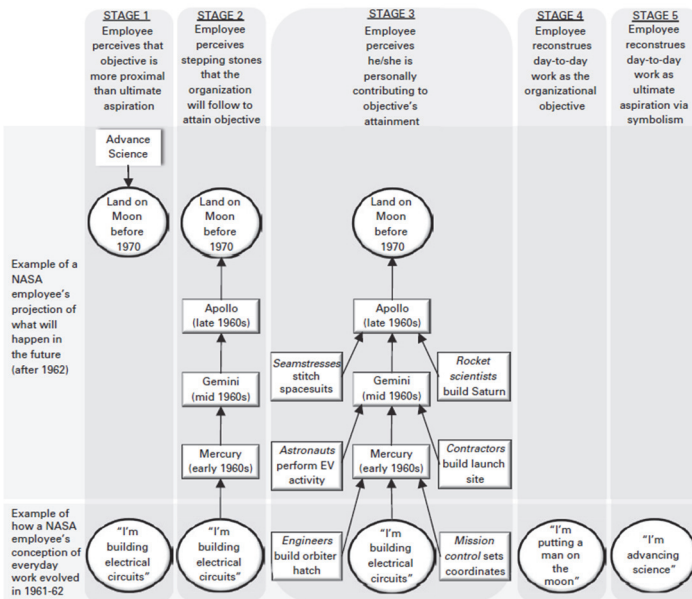 STAGE 1
Employee
perceives that
objective is
more proximal
than ultimate
aspiration
STAGE 2
Employee
perceives
stepping stones
that the
organization
will follow to
attain objective
STAGE 3
Employee
perceives
he/she is
personally
contributing to
objective's
attainment
STAGE 4
Employee
reconstrues
day-to-day
work as the
organizational
objective
STAGE 5
Employee
reconstrues
day-to-day
work as
ultimate
aspiration via
symbolism
Example of a
NASA
employee's
projection of
what will
happen in
the future
(after 1962)
Advance
Science
Land on
Moon
before
1970
Land on
Moon
before
1970
Apollo
(late 1960s)
Gemini
(mid 1960s)
Mercury
(early 1960s)
Land on
Moon
before
1970
Apollo
(late 1960s)
Seamstresses
stitch
spacesuits
Gemini
(mid 1960s)
Rocket
scientists
build Saturn
Astronauts
perform EV
activity
Mercury
(early 1960s)
Contractors
build launch
site
Example of
how a NASA
employee's
conception of
everyday
work evolved
in 1961-62
"I'm
building
electrical
circuits"
"I'm
building
electrical
circuits"
Engineers
build orbiter
hatch
"I'm
building
electrical
circuits"
Mission
control sets
coordinates
"I'm
putting a
man on
the
moon"
"I'm
advancing
science"